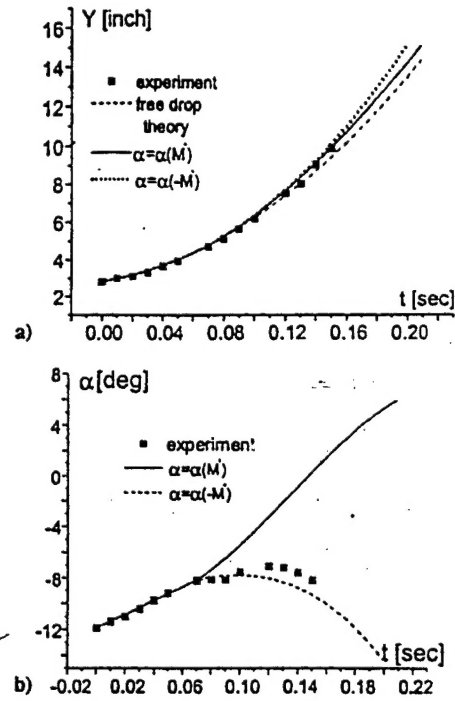 Y [inch]
16
14
12
10
8
6
4
2
experiment
free drop
theory
α=α(Ṁ)
α=α(-Ṁ)
t [sec]
0.00 0.04 0.08 0.12 0.16 0.20
a)
α[deg]
8
4
0
-4
-8
-12
experiment
α=α(Ṁ)
α=α(-Ṁ)
t [sec]
b)
-0.02 0.02 0.06 0.10 0.14 0.18 0.22